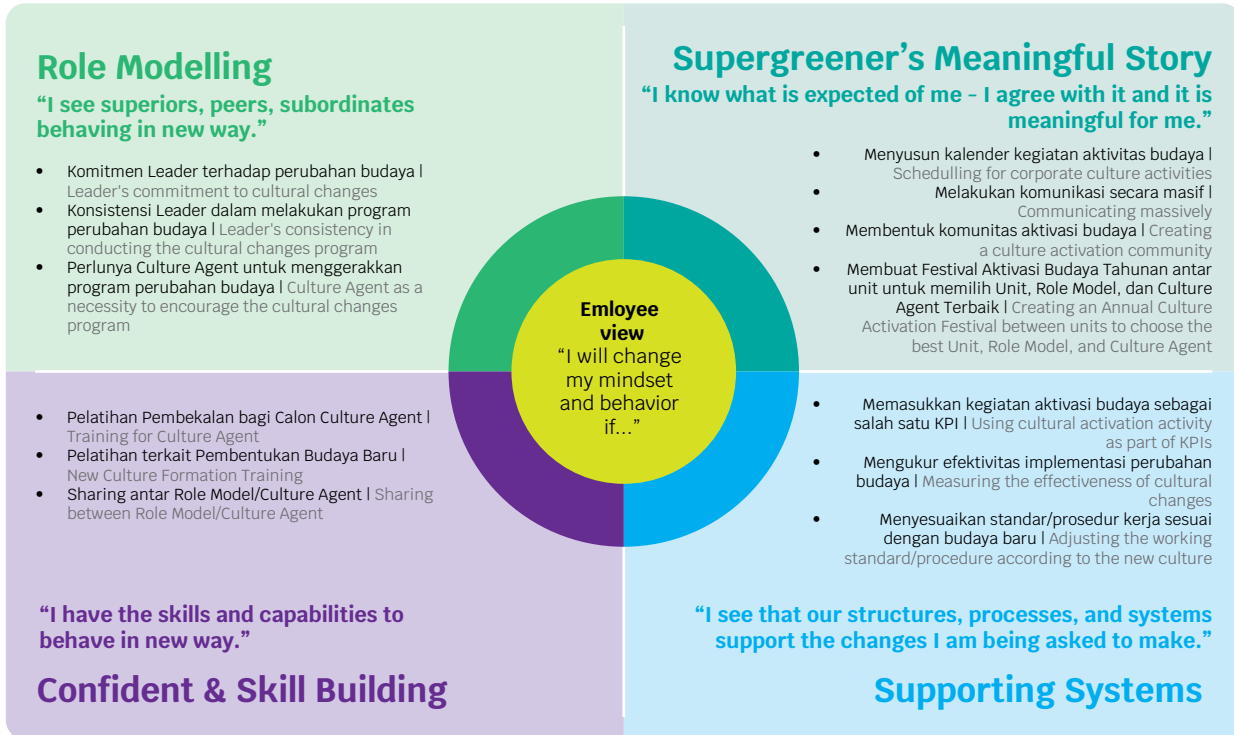 Role Modelling
“I see superiors, peers, subordinates
behaving in new way.”
• Komitmen Leader terhadap perubahan budaya |
Leader's commitment to cultural changes
• Konsistensi Leader dalam melakukan program
perubahan budaya | Leader's consistency in
conducting the cultural changes program
• Perlunya Culture Agent untuk menggerakkan
program perubahan budaya | Culture Agent as a
necessity to encourage the cultural changes
program
Supergreener’s Meaningful Story
“I know what is expected of me - I agree with it and it is
meaningful for me.”
• Menyusun kalender kegiatan aktivitas budaya |
Schedulling for corporate culture activities
• Melakukan komunikasi secara masif |
Communicating massively
• Membentuk komunitas aktivasi budaya | Creating
a culture activation community
• Membuat Festival Aktivasi Budaya Tahunan antar
unit untuk memilih Unit, Role Model, dan Culture
Agent Terbaik | Creating an Annual Culture
Activation Festival between units to choose the
best Unit, Role Model, and Culture Agent
Emloyee
view
“I will change
my mindset
and behavior
if...”
• Pelatihan Pembekalan bagi Calon Culture Agent |
Training for Culture Agent
• Pelatihan terkait Pembentukan Budaya Baru |
New Culture Formation Training
• Sharing antar Role Model/Culture Agent | Sharing
between Role Model/Culture Agent
“I have the skills and capabilities to
behave in new way.”
Confident & Skill Building
• Memasukkan kegiatan aktivasi budaya sebagai
salah satu KPI | Using cultural activation activity
as part of KPIs
• Mengukur efektivitas implementasi perubahan
budaya | Measuring the effectiveness of cultural
changes
• Menyesuaikan standar/prosedur kerja sesuai
dengan budaya baru | Adjusting the working
standard/procedure according to the new culture
“I see that our structures, processes, and systems
support the changes I am being asked to make.”
Supporting Systems